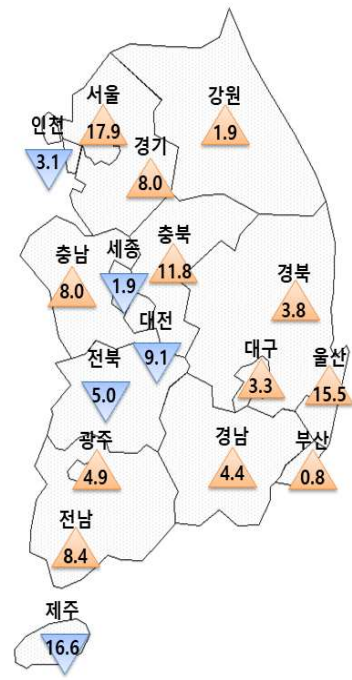 서울
17.9
인천
3.1
경기
8.0
강원
1.9
충남
8.0
세종
1.9
충북
11.8
대전
9.1
경북
3.8
전북
5.0
대구
3.3
울산
15.5
광주
4.9
경남
4.4
부산
0.8
전남
8.4
제주
16.6